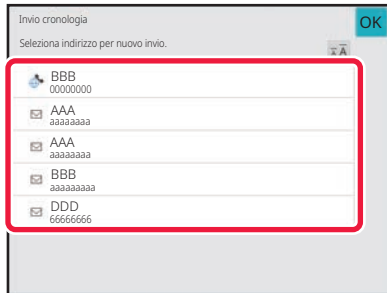 Invio cronologia
OK
Seleziona indirizzo per nuovo invio.
A A
BBB
00000000
AAA
aaaaaaaa
AAA
aaaaaaaa
BBB
aaaaaaaaa
DDD
66666666